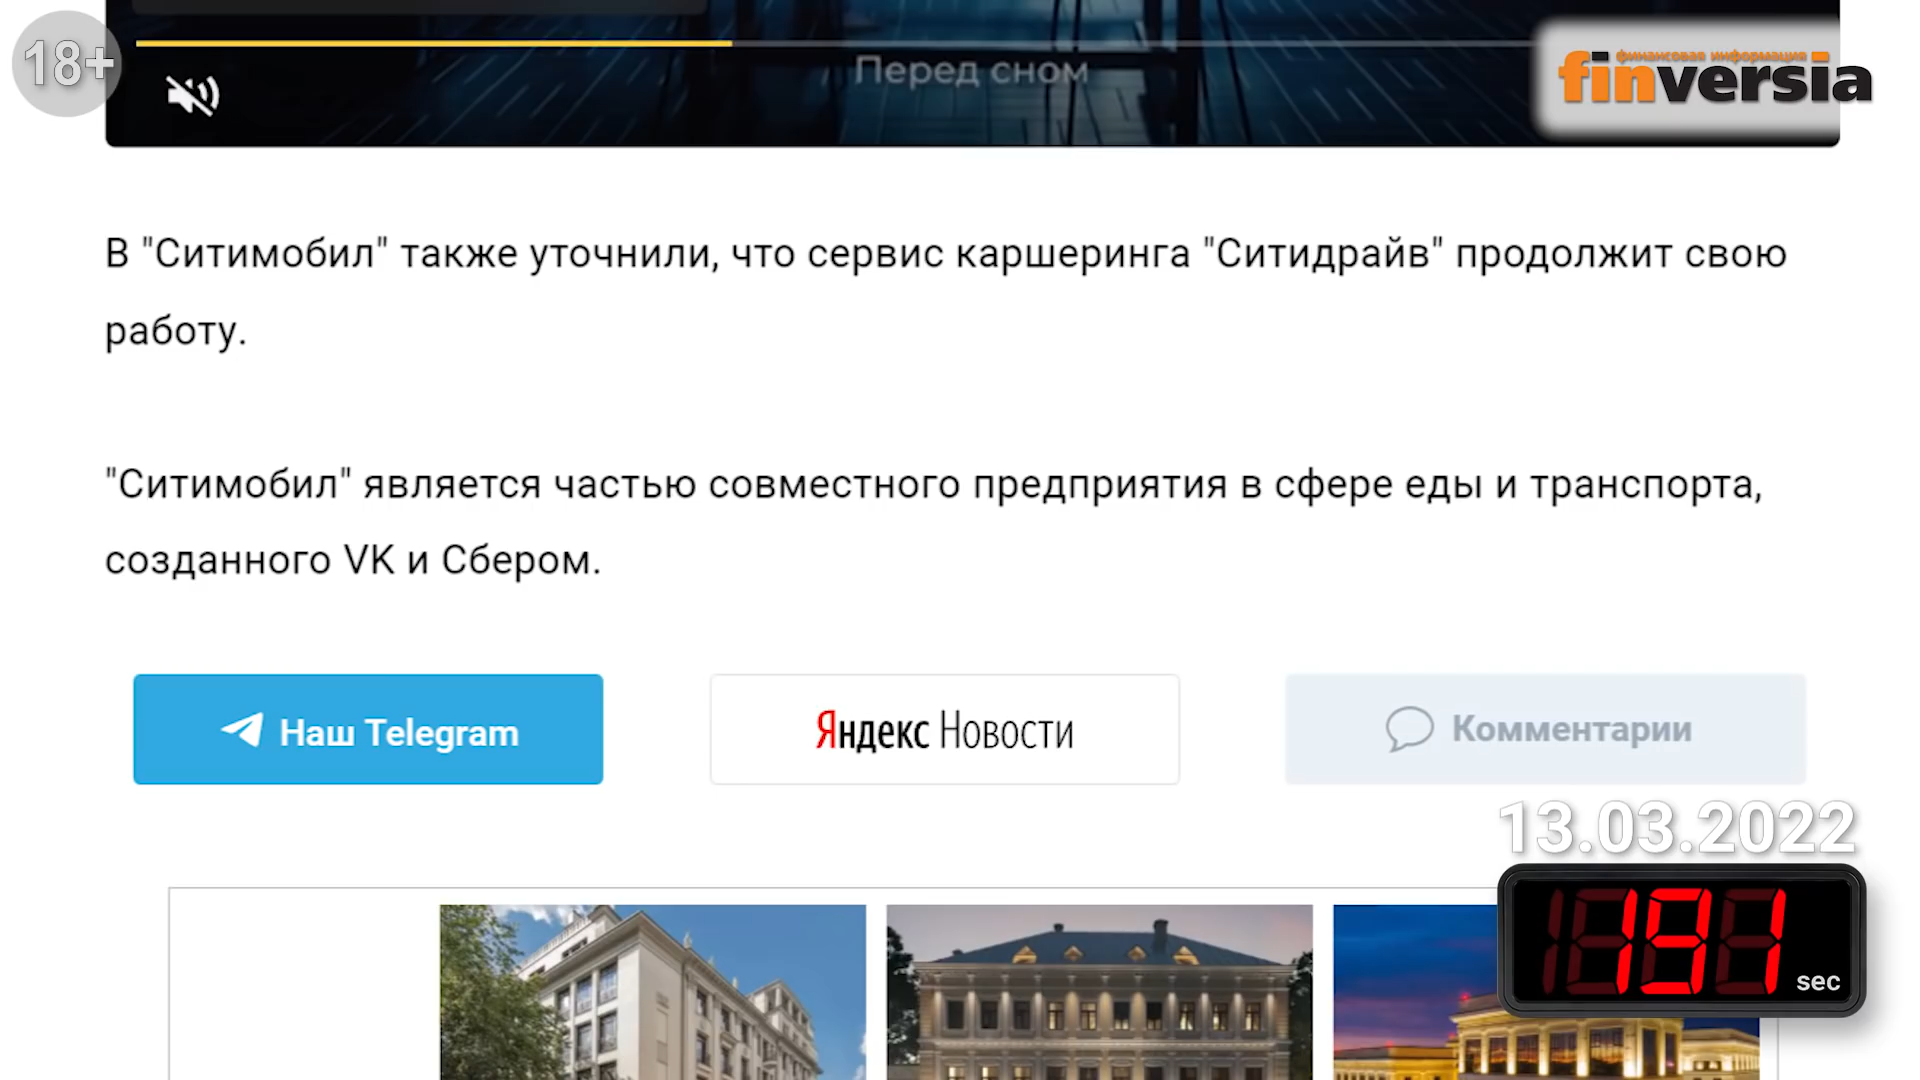 18+
Перед сном
финансовая информация
finversia
В "Ситимобил" также уточнили, что сервис каршеринга "Ситидрайв" продолжит свою
работу.
"Ситимобил" является частью совместного предприятия в сфере еды и транспорта,
созданного VK и Сбером.
Наш Telegram
Яндекс Новости
Комментарии
13.03.2022
191 sec